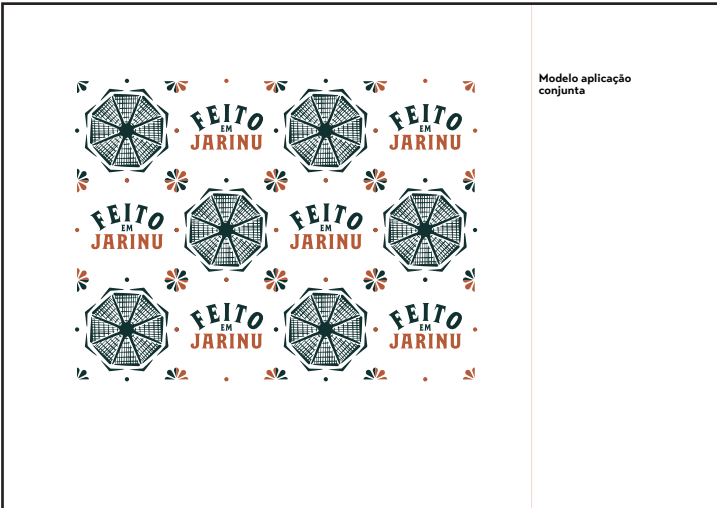 Modelo aplicação
conjunta
FEITO
EM
JARINU
FEITO
EM
JARINU
FEITO
EM
JARINU
FEITO
EM
JARINU
FEITO
EM
JARINU
FEITO
EM
JARINU